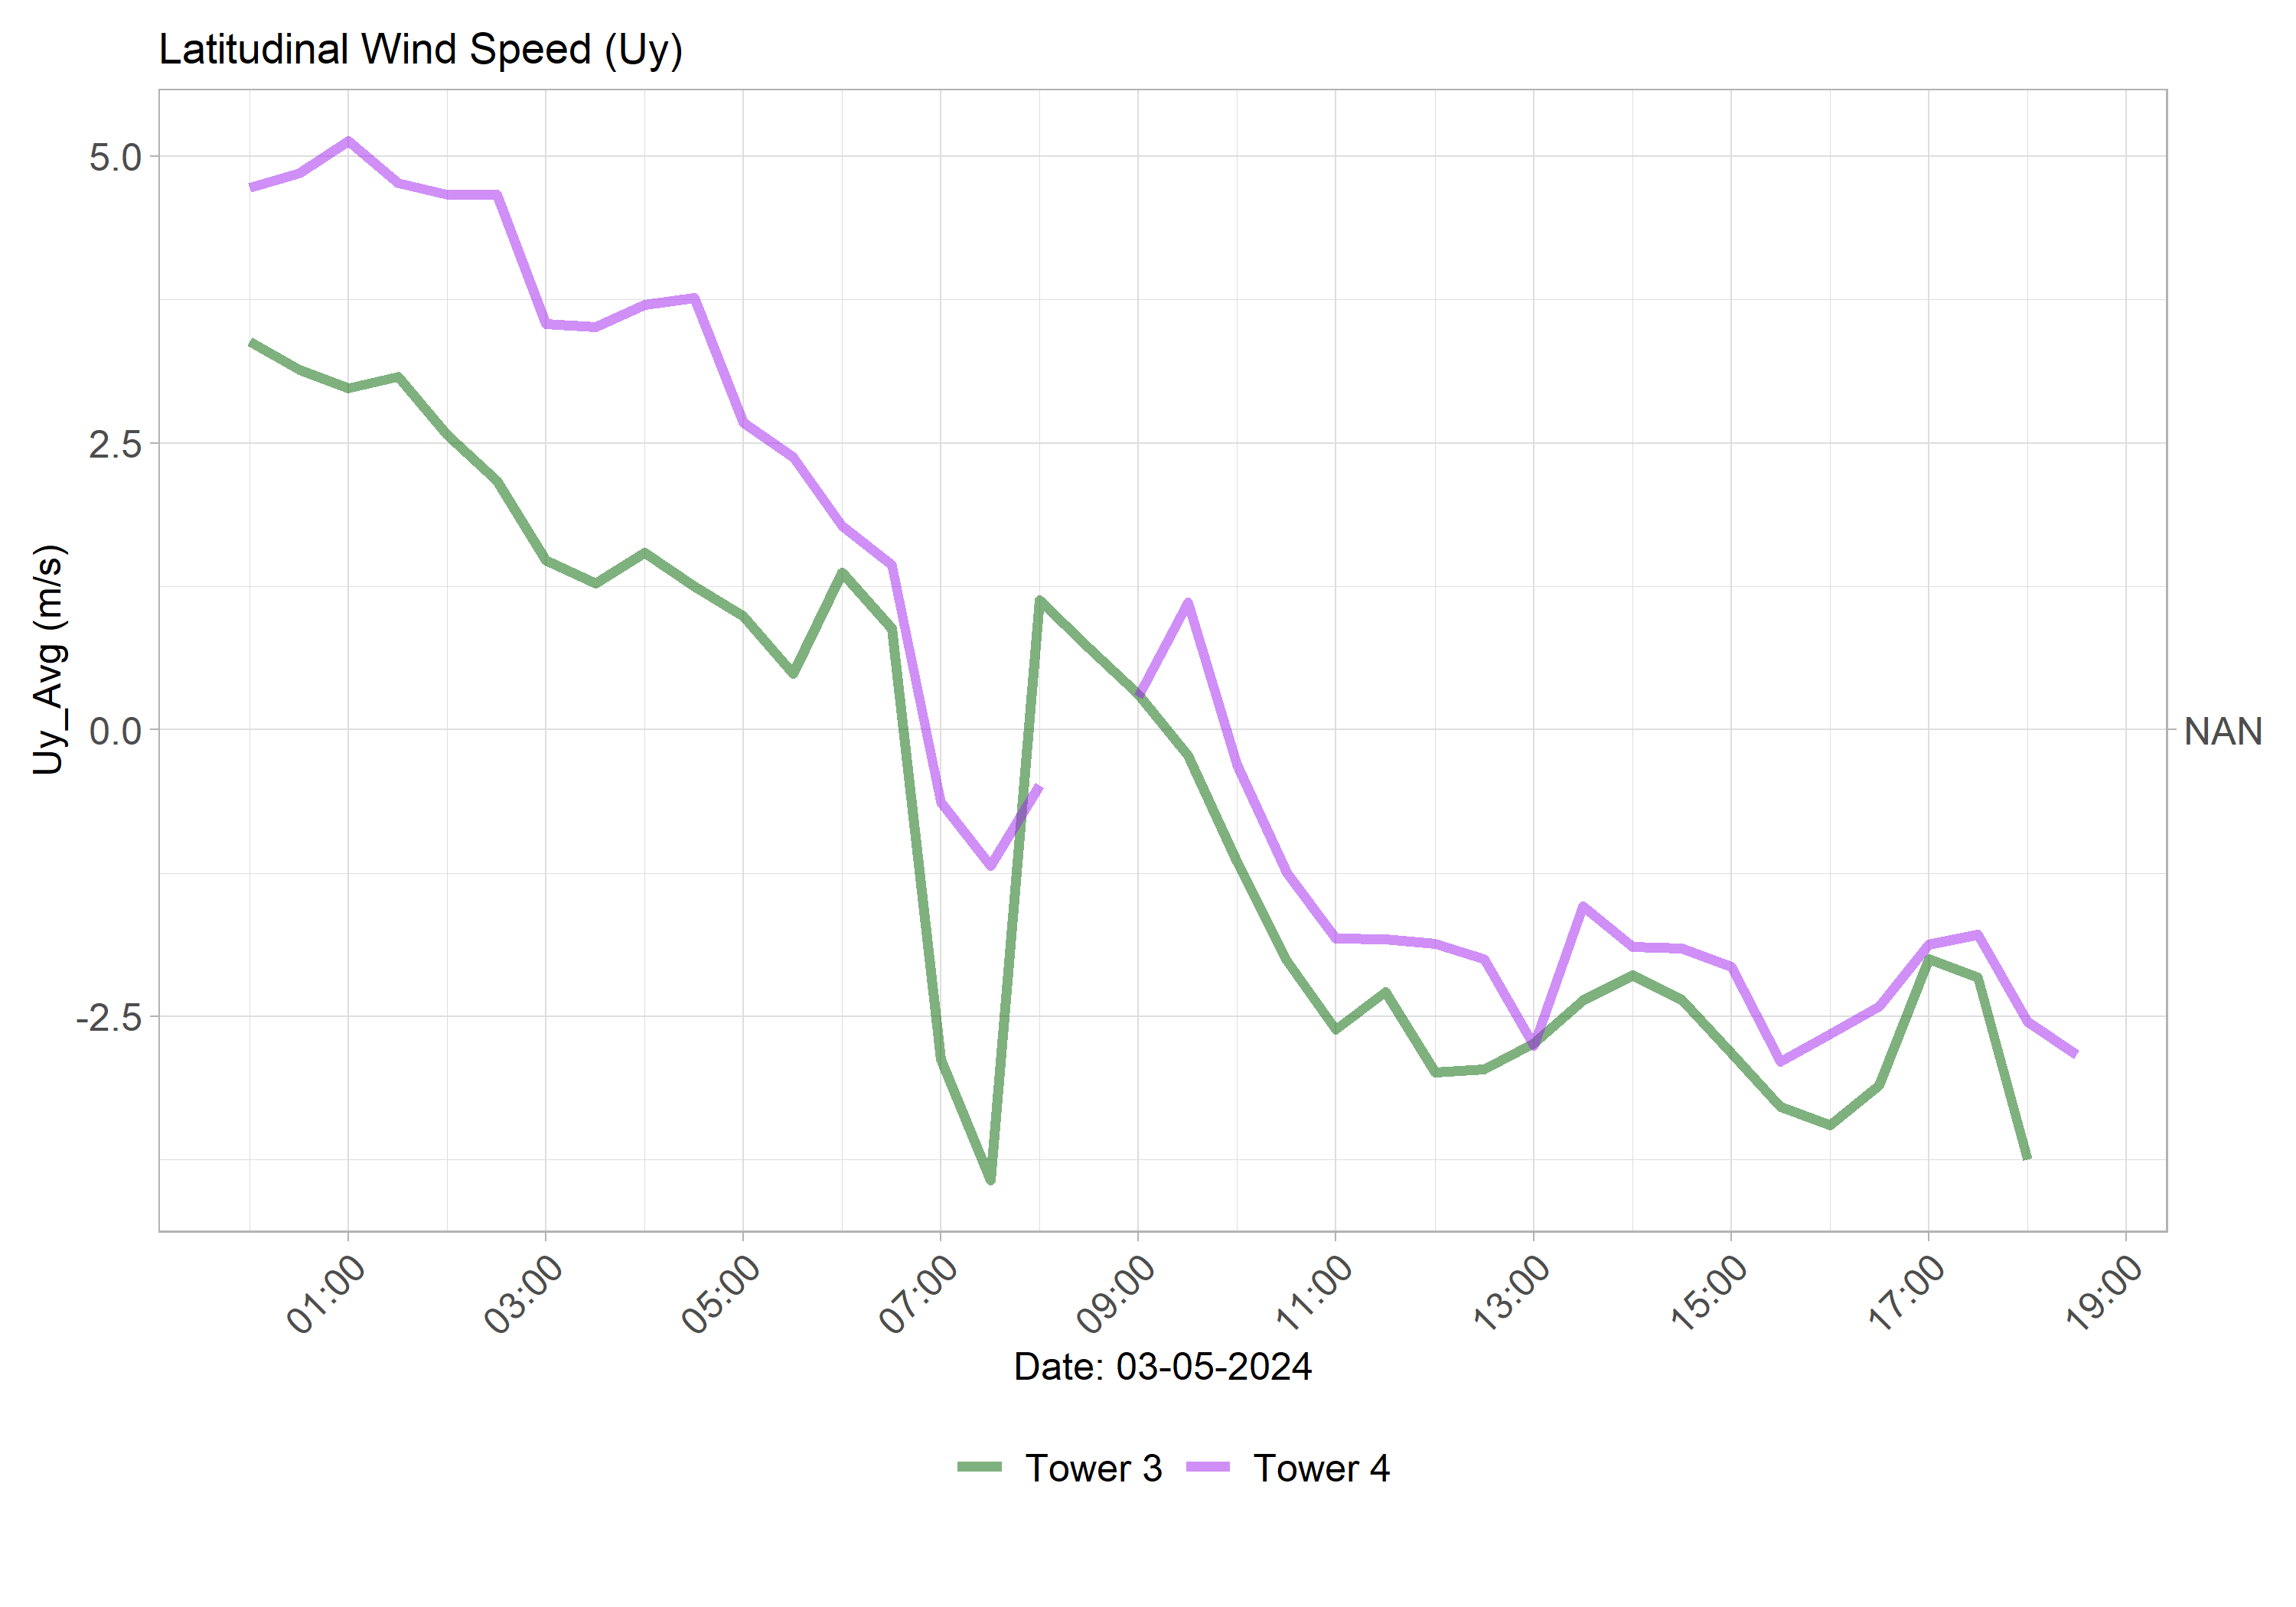 Latitudinal Wind Speed (Uy)
Uy_Avg (m/s)
5.0
2.5
0.0
-2.5
NAN
01:00
03:00
05:00
07:00
09:00
11:00
13:00
15:00
17:00
19:00
Date: 03-05-2024
Tower 3 Tower 4